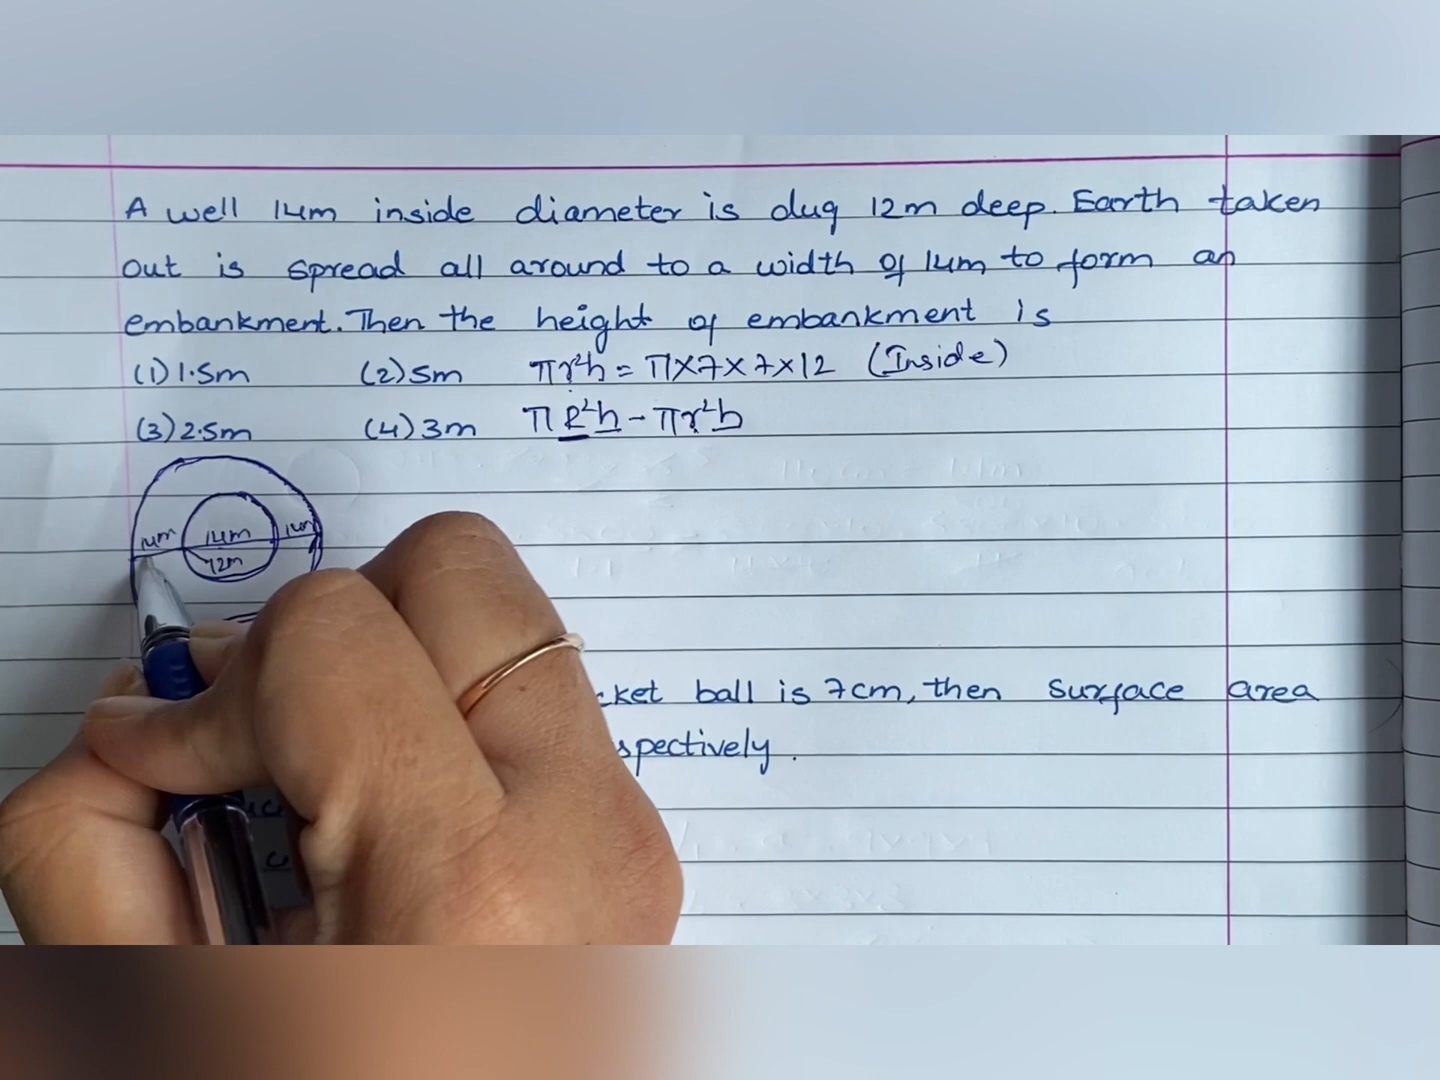 A well 14m inside diameter is dug 12m deep. Earth taken
out is spread all around to a width of 14m to form an
embankment. Then the height of embankment is
(1) 1.5m (2) 5m πr²h = π×7×7×12 (Inside)
(3) 2.5m (4) 3m πR²h - πr²h
14m 14m 14m
12m
cket ball is 7cm, then surface area
spectively.